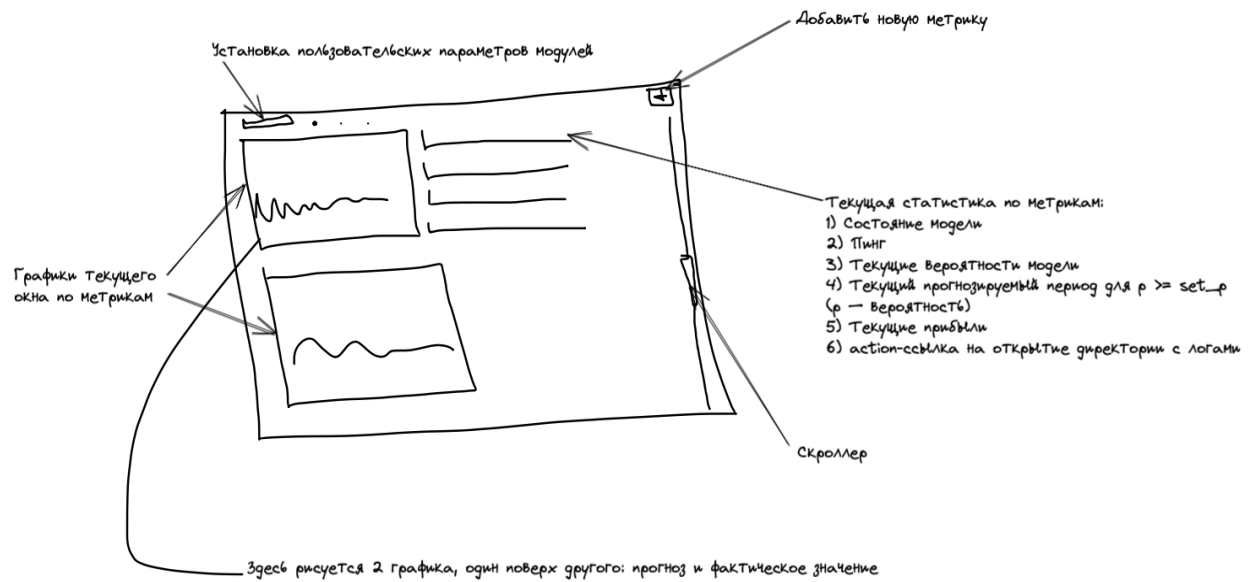 Добавить новую метрику
Установка пользовательских параметров модулей
+
Текущая статистика по метрикам:
1) Состояние модели
2) Пинг
3) Текущие вероятности модели
4) Текущий прогнозируемый период для p >= set_p
(p — вероятность)
5) Текущие прибыли
6) action-ссылка на открытие директории с логами
Графики текущего
окна по метрикам
Скроллер
Здесь рисуется 2 графика, один поверх другого: прогноз и фактическое значение